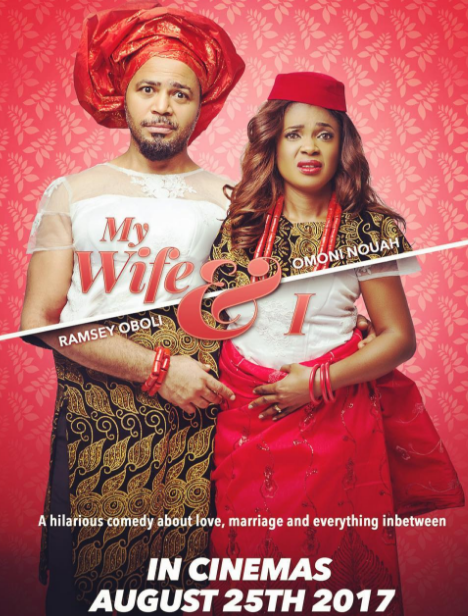 My
Wife
&
I
OMONI NOUAH
RAMSEY OBOLI
A hilarious comedy about love, marriage and everything inbetween
IN CINEMAS
AUGUST 25TH 2017